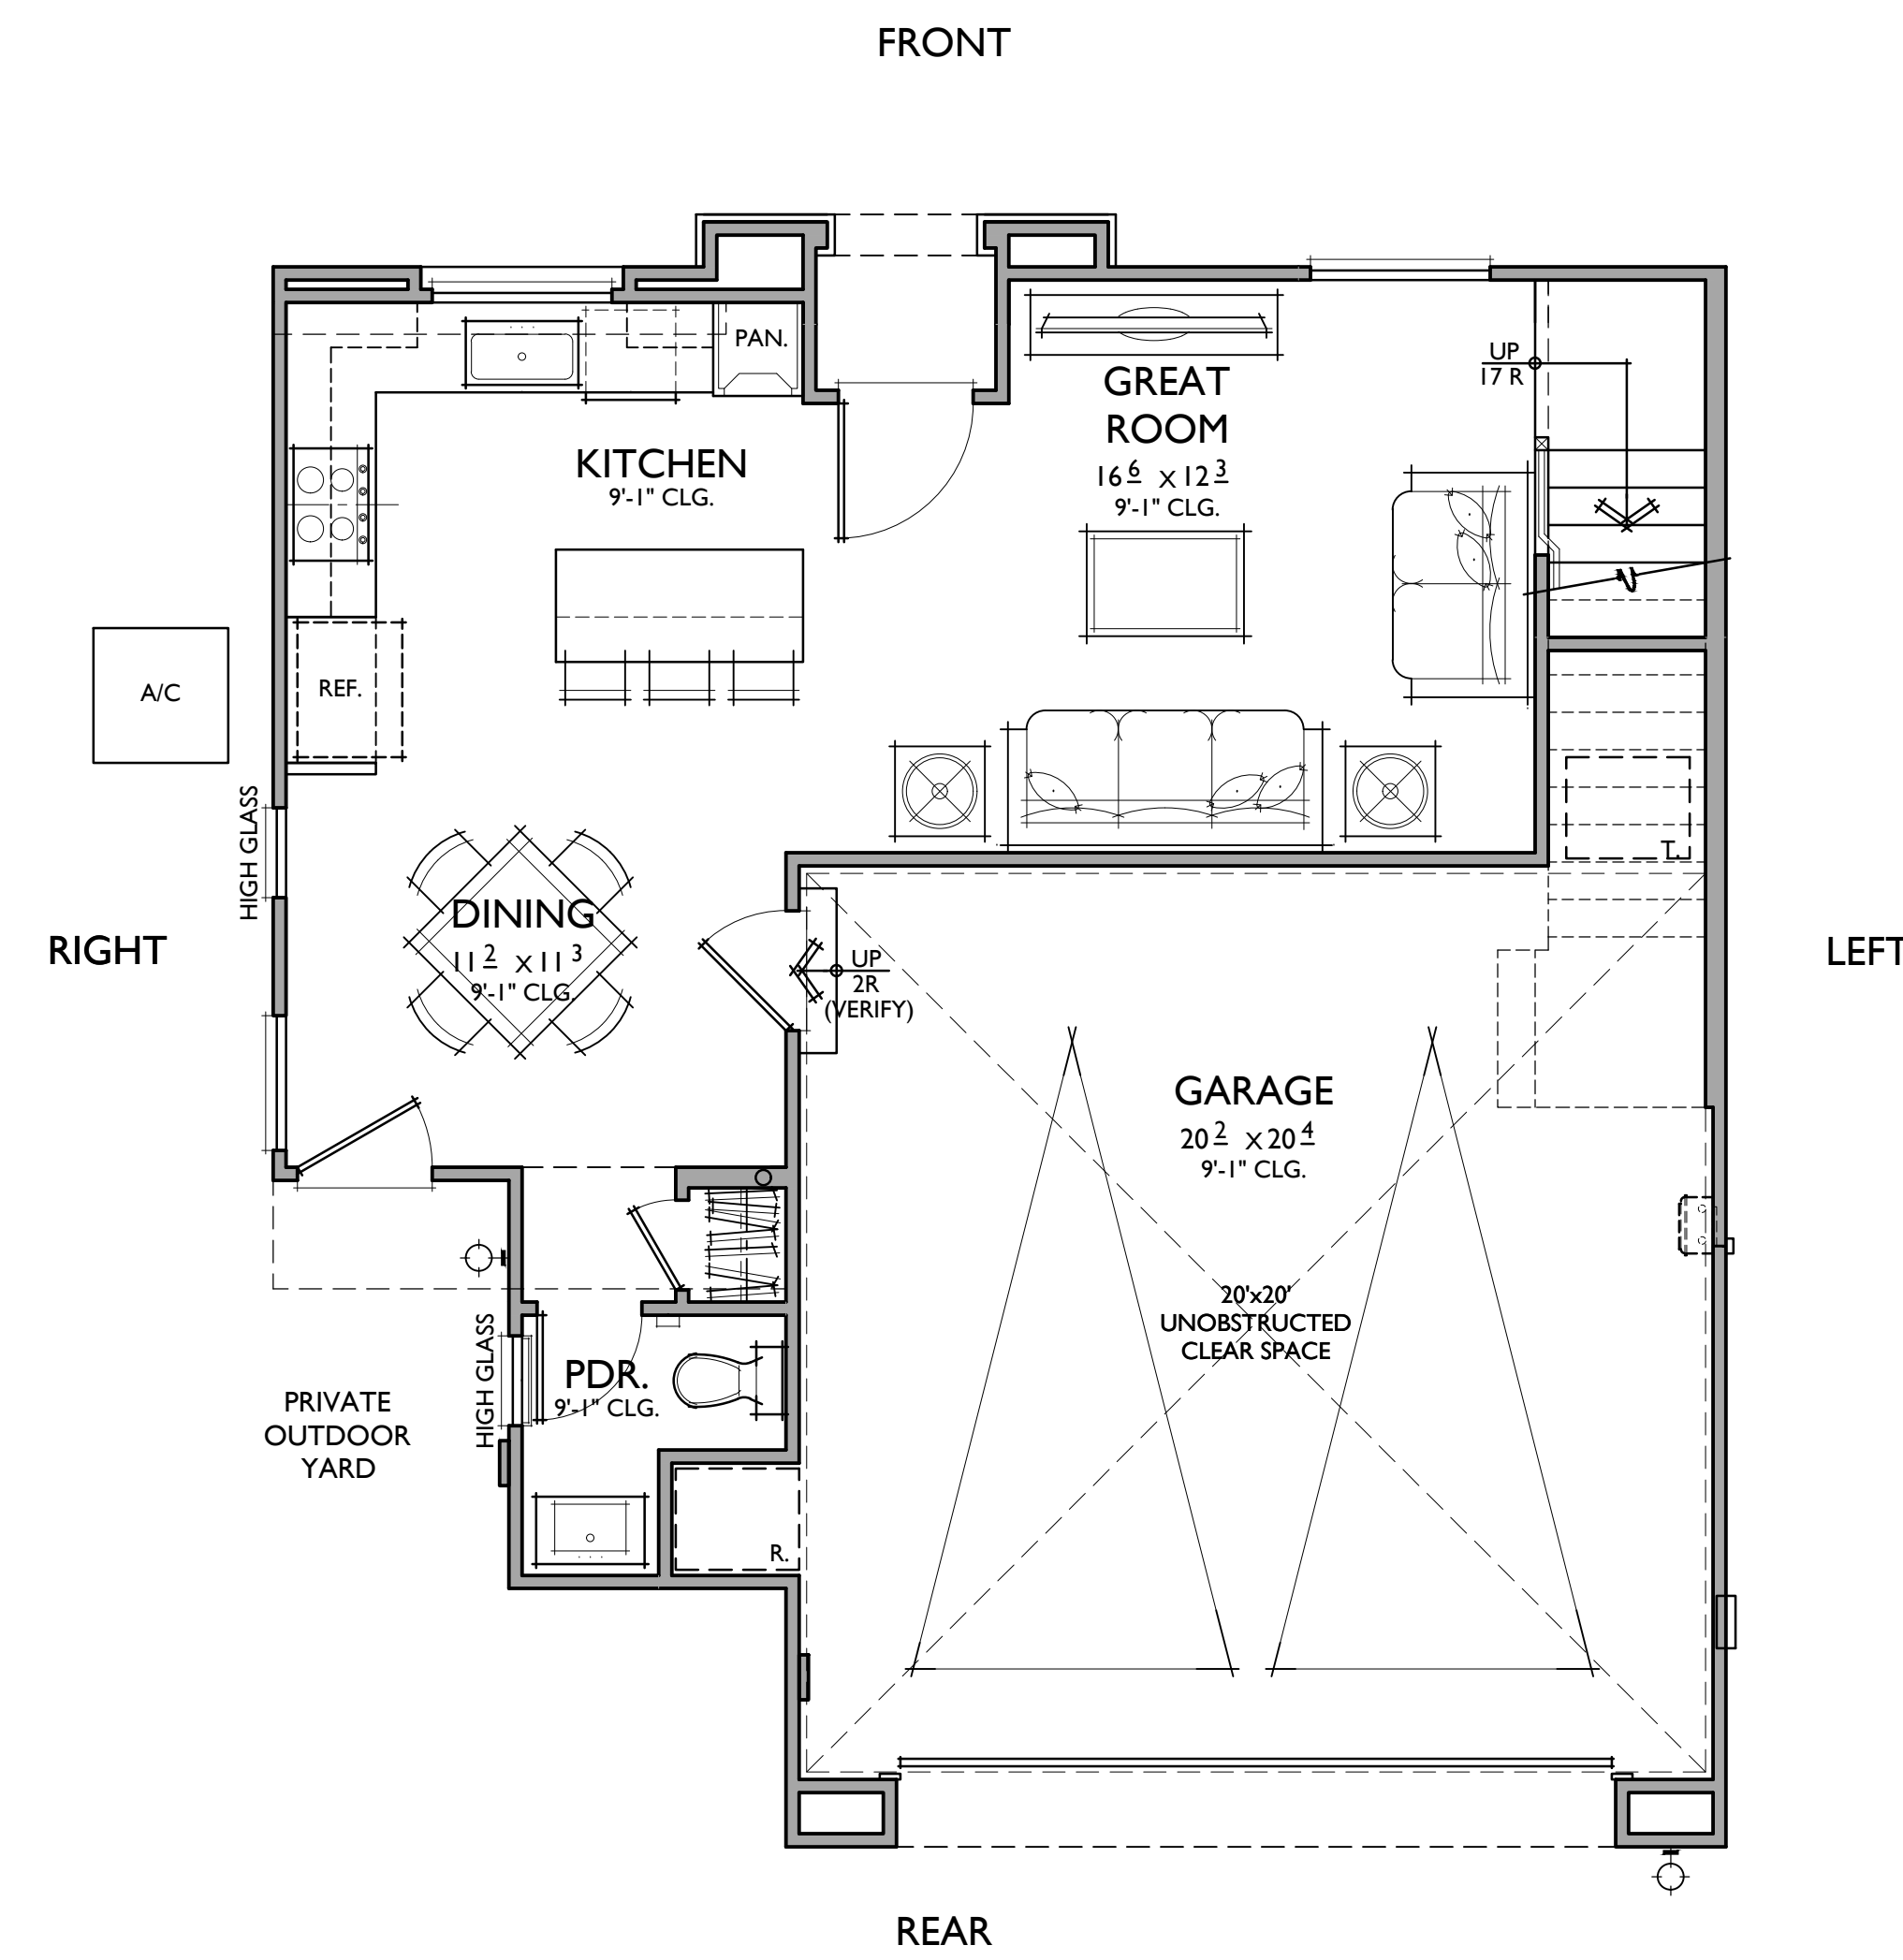 FRONT
PAN.
UP
17 R
GREAT
ROOM
16 6 X 12 3
9'-1" CLG.
KITCHEN
9'-1" CLG.
REF.
A/C
HIGH GLASS
T.
RIGHT
DINING
11 2 X 11 3
9'-1" CLG.
UP
2R
(VERIFY)
LEFT
GARAGE
20 2 X 20 4
9'-1" CLG.
20'x20'
UNOBSTRUCTED
CLEAR SPACE
HIGH GLASS
PDR.
9'-1" CLG.
PRIVATE
OUTDOOR
YARD
R.
REAR